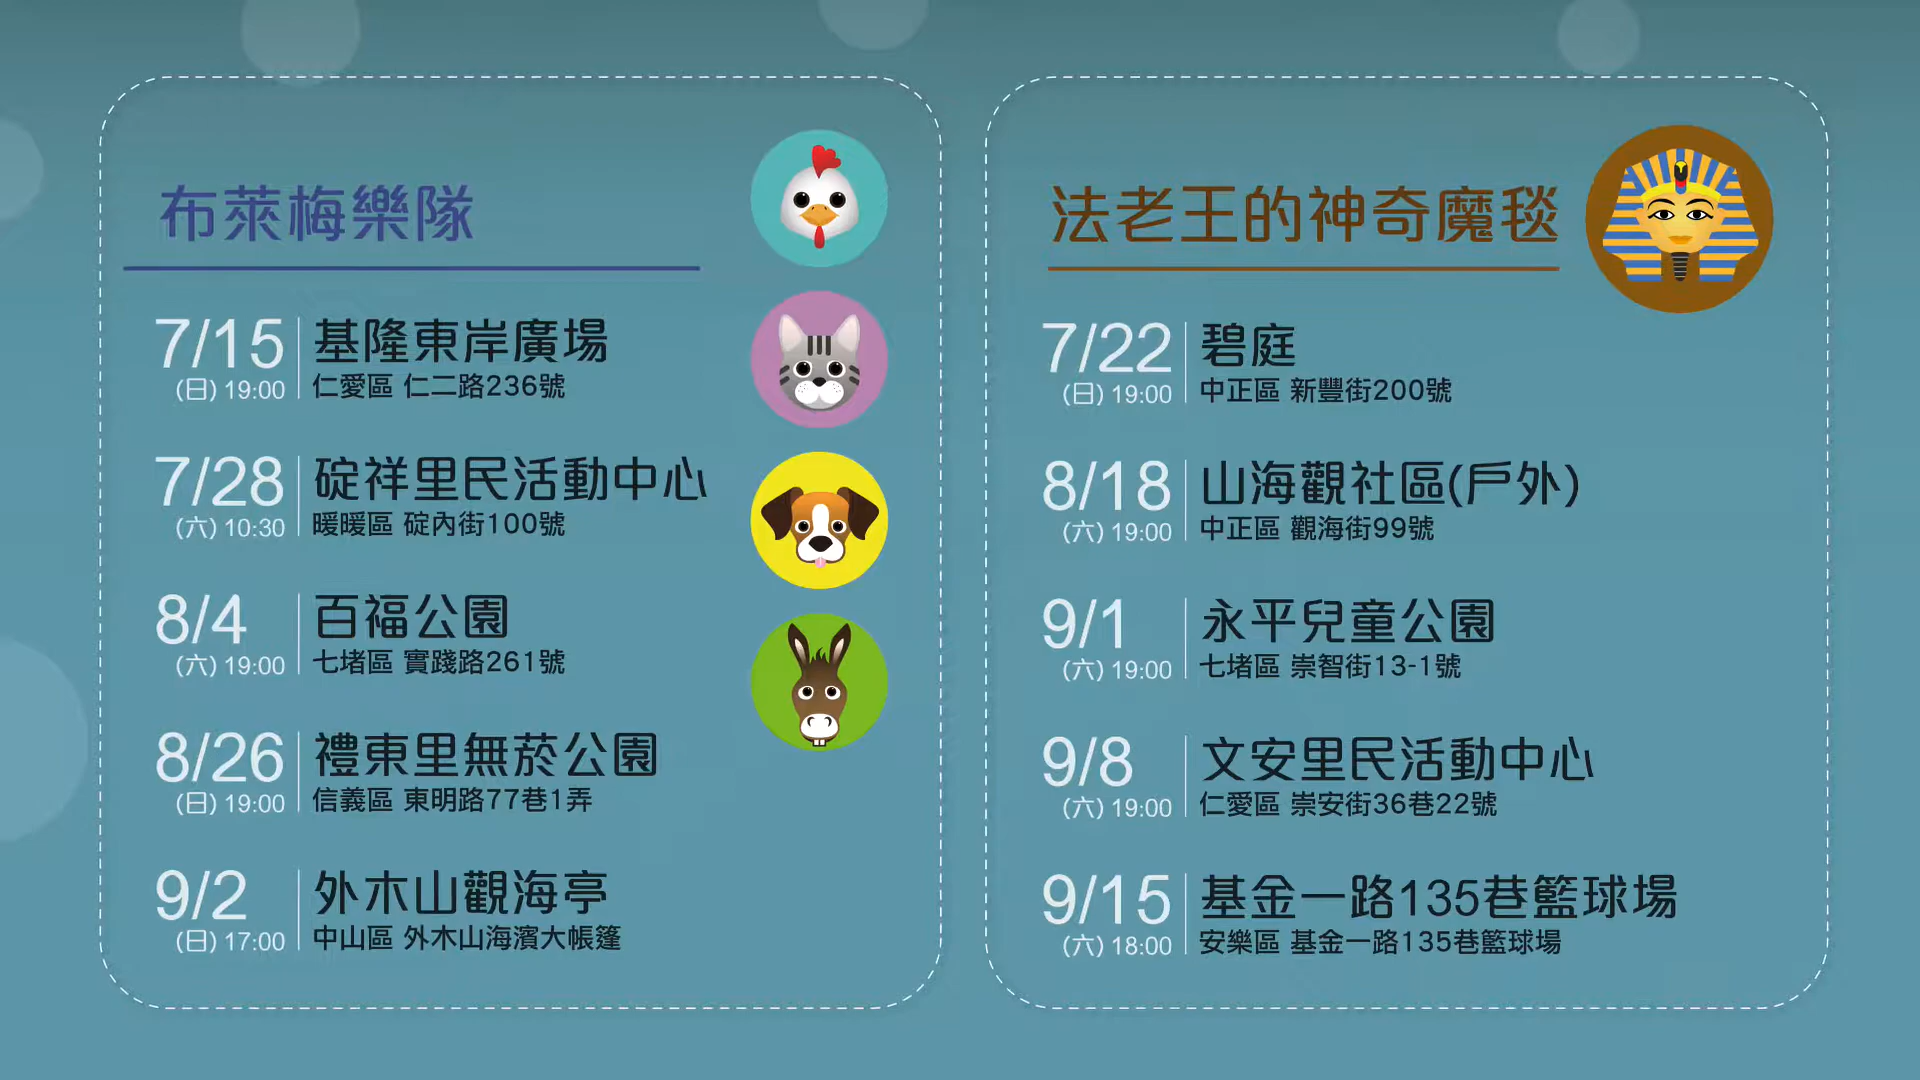 布萊梅樂隊
7/15
(日) 19:00
基隆東岸廣場
仁愛區 仁二路236號
7/28
(六) 10:30
碇祥里民活動中心
暖暖區 碇內街100號
8/4
(六) 19:00
百福公園
七堵區 實踐路261號
8/26
(日) 19:00
禮東里無菸公園
信義區 東明路77巷1弄
9/2
(日) 17:00
外木山觀海亭
中山區 外木山海濱大帳篷
法老王的神奇魔毯
7/22
(日) 19:00
碧庭
中正區 新豐街200號
8/18
(六) 19:00
山海觀社區(戶外)
中正區 觀海街99號
9/1
(六) 19:00
永平兒童公園
七堵區 崇智街13-1號
9/8
(六) 19:00
文安里民活動中心
仁愛區 崇安街36巷22號
9/15
(六) 18:00
基金一路135巷籃球場
安樂區 基金一路135巷籃球場